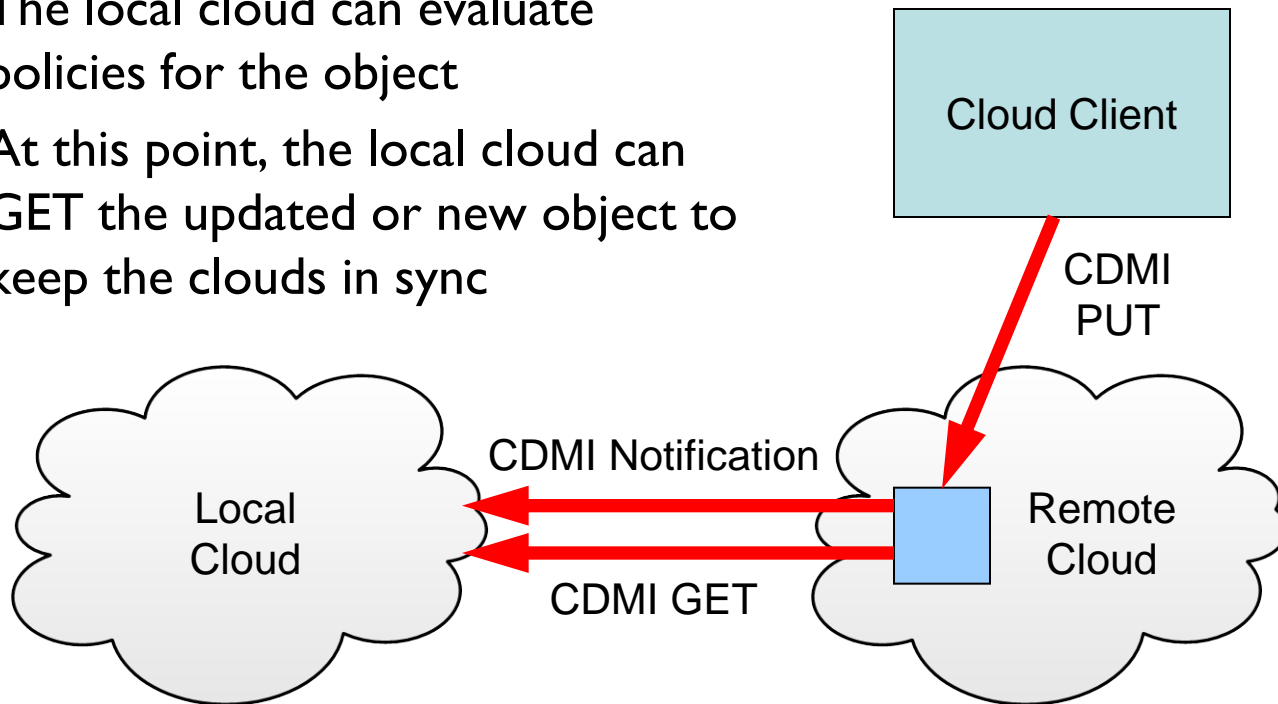 The local cloud can evaluate
policies for the object
At this point, the local cloud can
GET the updated or new object to
keep the clouds in sync
Cloud Client
CDMI
PUT
CDMI Notification
Local
Cloud
Remote
Cloud
CDMI GET